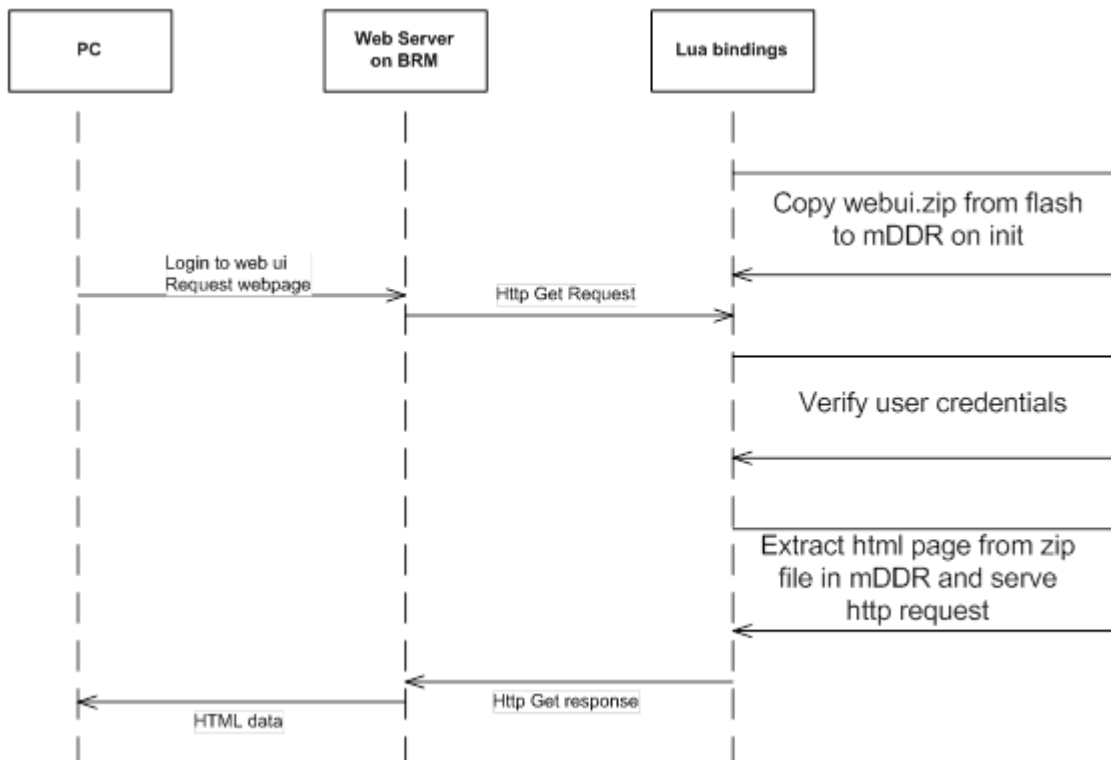 PC
Web Server
on BRM
Lua bindings
Copy webui.zip from flash
to mDDR on init
Login to web ui
Request webpage
Http Get Request
Verify user credentials
Extract html page from zip
file in mDDR and serve
http request
Http Get response
HTML data